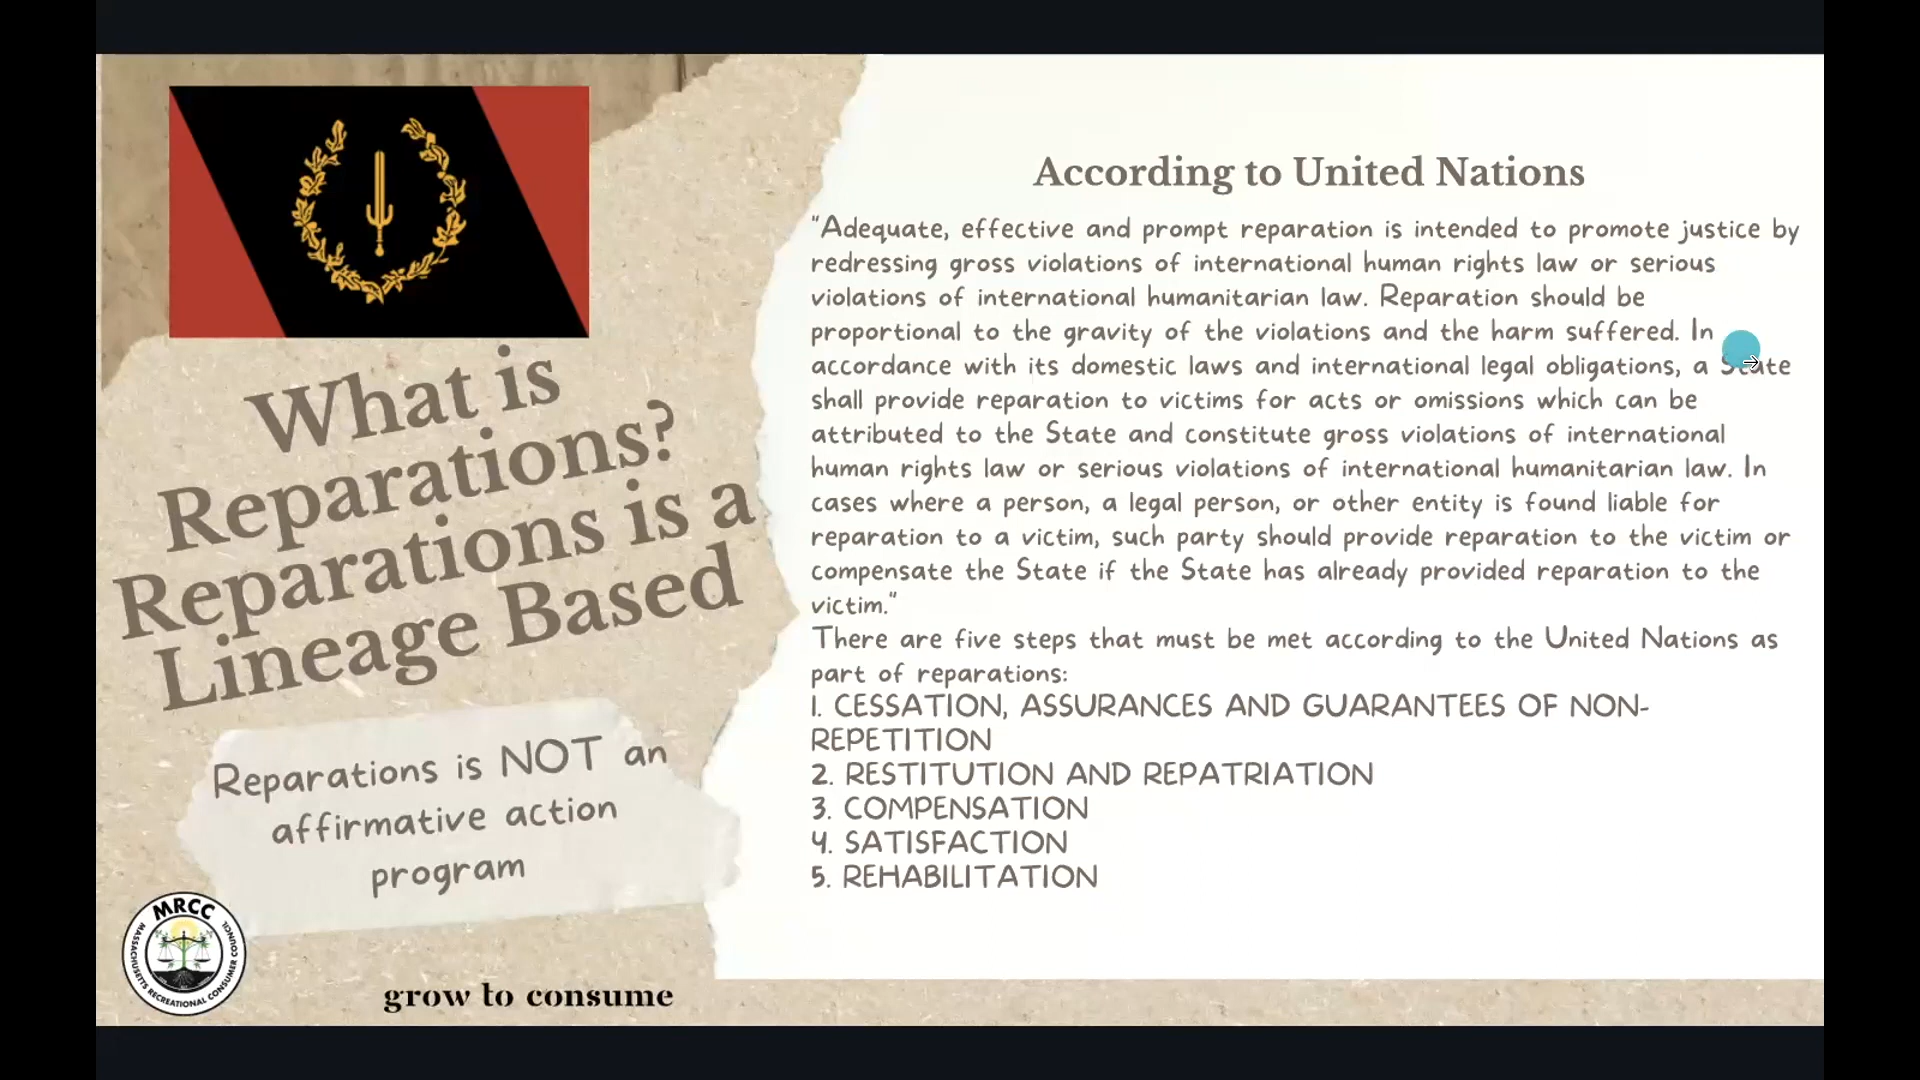 What is
Reparations?
Reparations is a
Lineage Based
Reparations is NOT an
affirmative action
program
MRCC
MASSACHUSETTS RECREATIONAL CONSUMER COUNCIL
grow to consume
According to United Nations
"Adequate, effective and prompt reparation is intended to promote justice by
redressing gross violations of international human rights law or serious
violations of international humanitarian law. Reparation should be
proportional to the gravity of the violations and the harm suffered. In
accordance with its domestic laws and international legal obligations, a State
shall provide reparation to victims for acts or omissions which can be
attributed to the State and constitute gross violations of international
human rights law or serious violations of international humanitarian law. In
cases where a person, a legal person, or other entity is found liable for
reparation to a victim, such party should provide reparation to the victim or
compensate the State if the State has already provided reparation to the
victim."
There are five steps that must be met according to the United Nations as
part of reparations:
1. CESSATION, ASSURANCES AND GUARANTEES OF NON-
REPETITION
2. RESTITUTION AND REPATRIATION
3. COMPENSATION
4. SATISFACTION
5. REHABILITATION